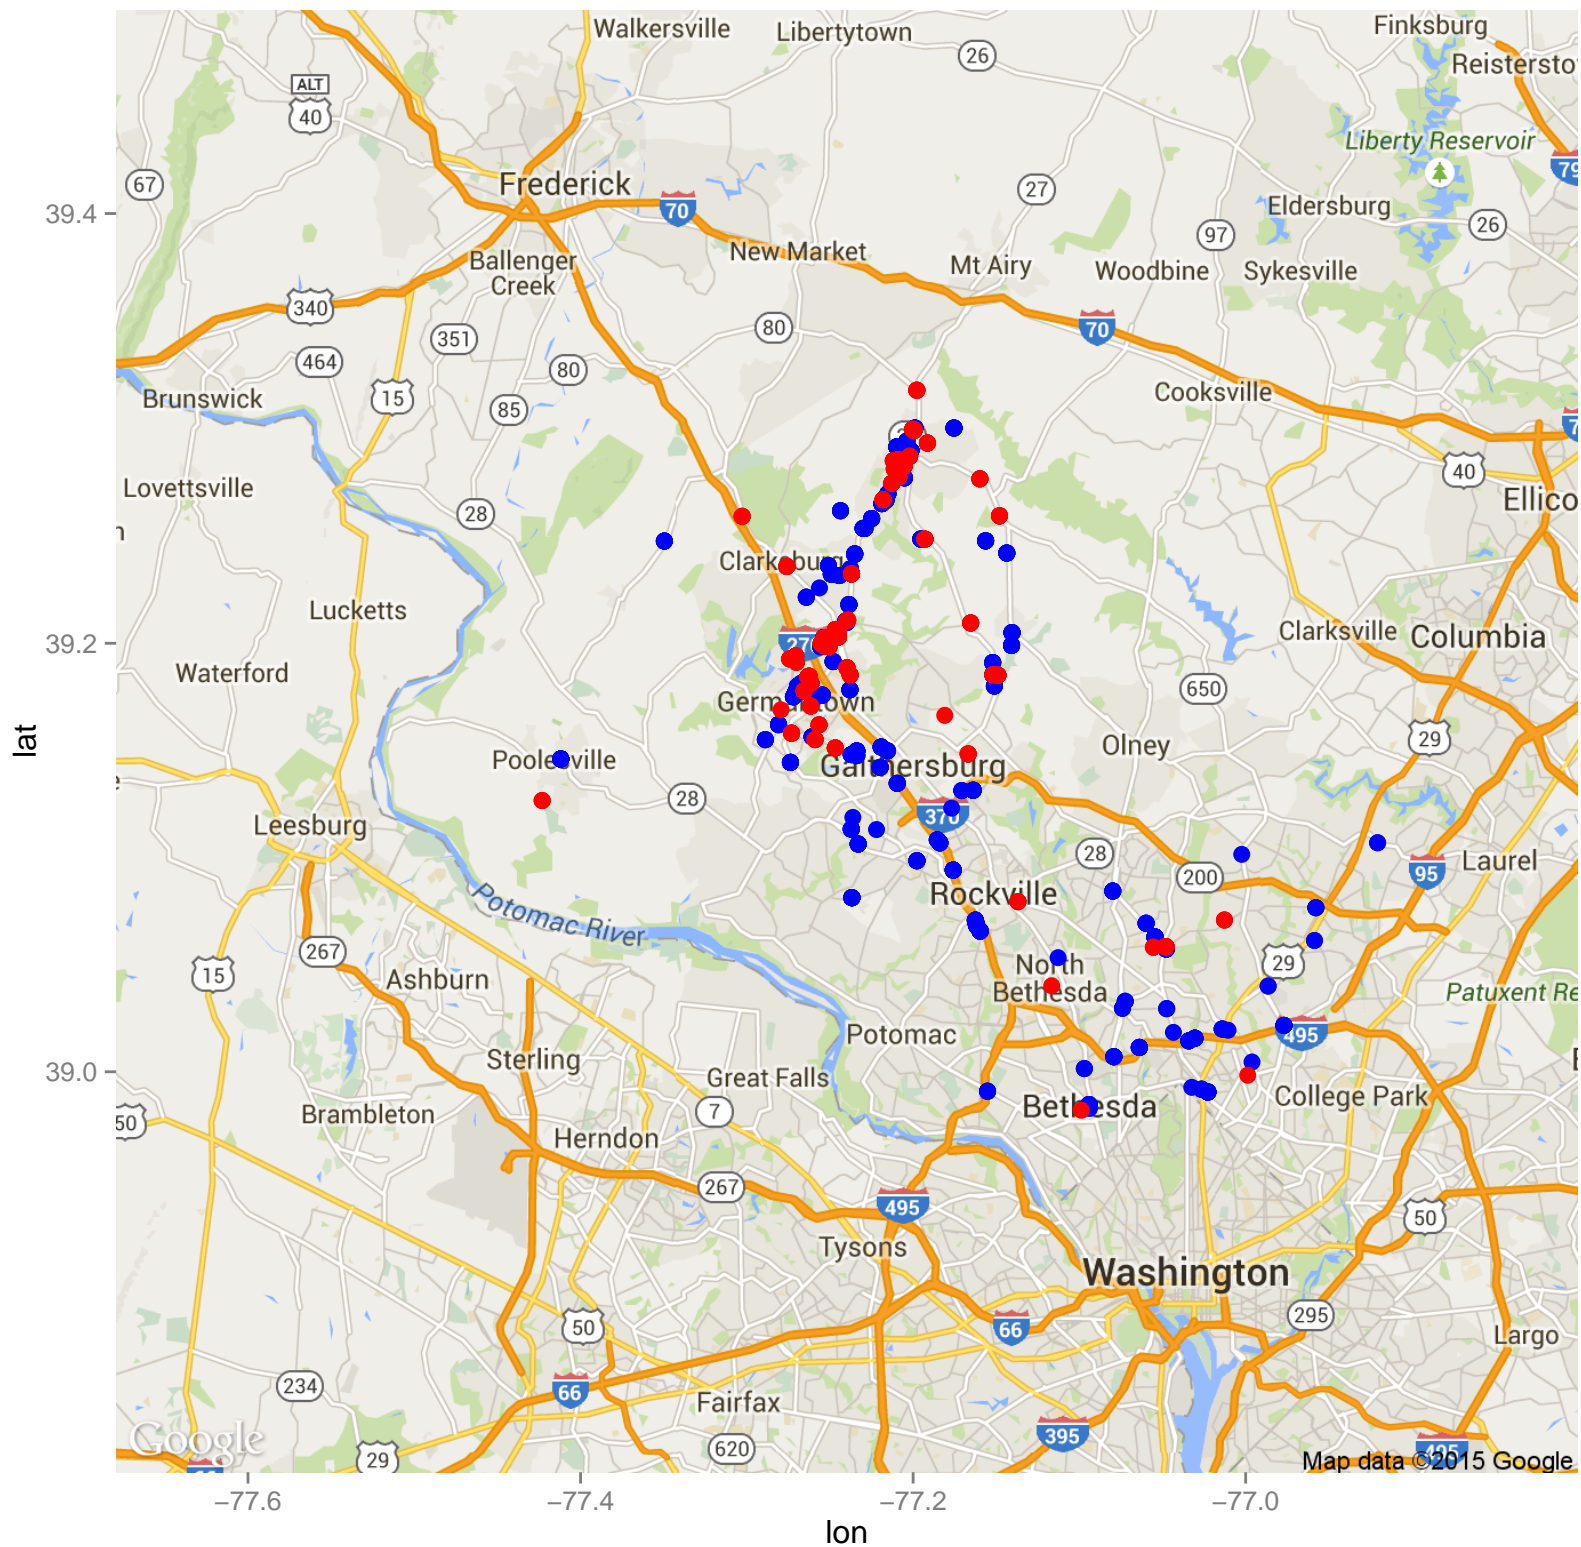 Walkersville
Libertytown
Finksburg
26
Reistersto
ALT
40
Liberty Reservoir
79
67
Frederick
27
70
Eldersburg
26
39.4
97
New Market
Ballenger
Creek
Mt Airy
Woodbine
Sykesville
340
80
70
351
464
80
15
Brunswick
85
Cooksville
7
40
Lovettsville
28
Ellico
n
Clarksburg
Lucketts
39.2
270
Clarksville
Columbia
Waterford
650
Germantown
29
Olney
Poolesville
Gaithersburg
e
28
370
Leesburg
28
Laurel
200
95
Rockville
Potomac River
267
15
Ashburn
North
Bethesda
29
Patuxent Re
Potomac
495
Sterling
39.0
Great Falls
College Park
Bethesda
50
Brambleton
7
Herndon
267
495
50
Tysons
Washington
295
50
66
Largo
234
66
Fairfax
395
Google
620
29
495
Map data ©2015 Google
−77.6
−77.4
−77.2
−77.0
lon
lat